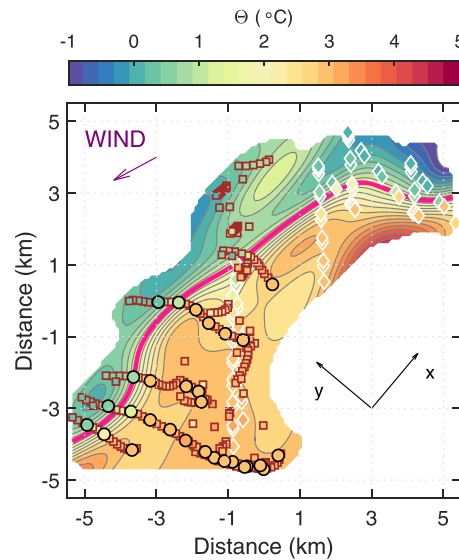 Θ (°C)
-1 0 1 2 3 4 5
WIND
5
3
1
-1
-3
-5
Distance (km)
y
x
-5 -3 -1 1 3 5
Distance (km)